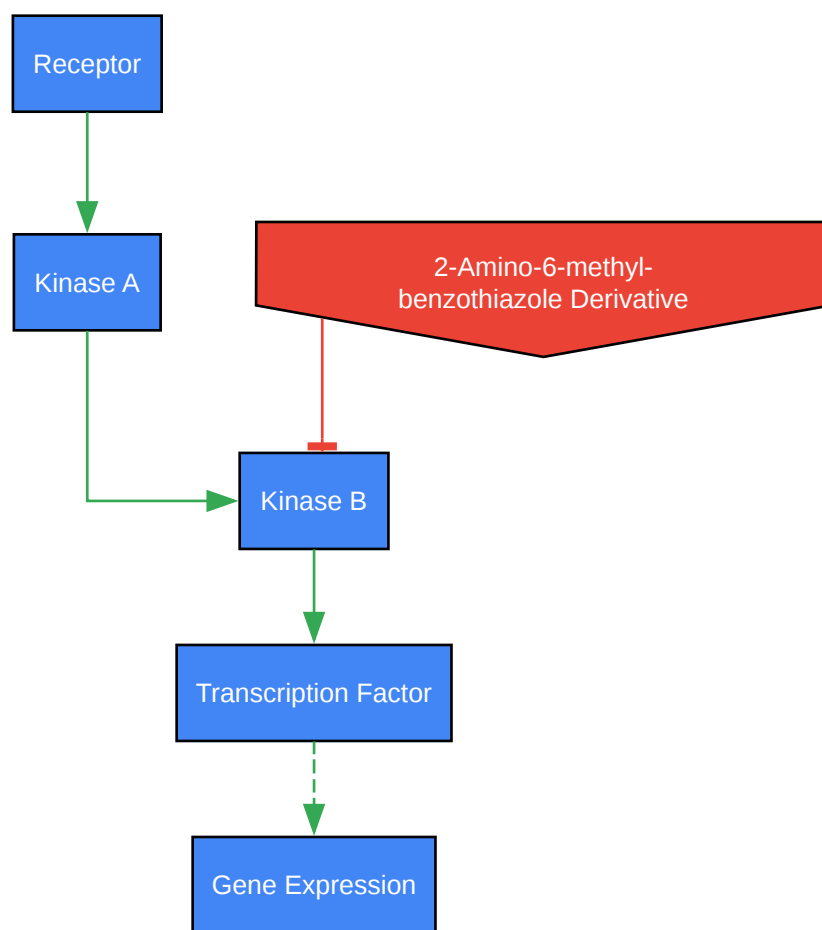 Receptor
Kinase A
2-Amino-6-methyl-
benzothiazole Derivative
Kinase B
Transcription Factor
Gene Expression